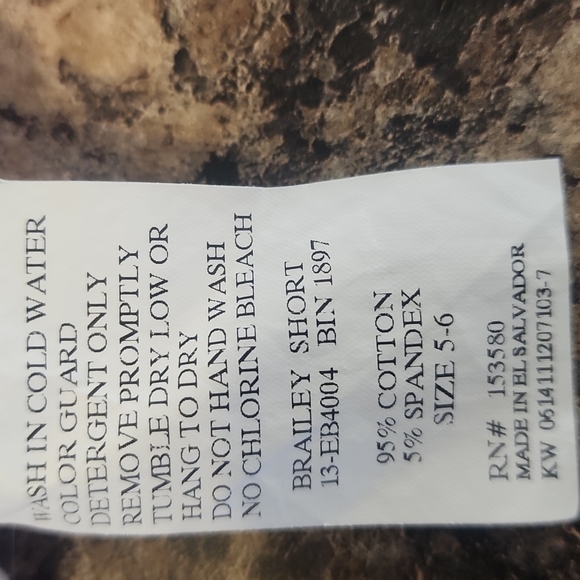 WASH IN COLD WATER
COLOR GUARD
DETERGENT ONLY
REMOVE PROMPTLY
TUMBLE DRY LOW OR
HANG TO DRY
DO NOT HAND WASH
NO CHLORINE BLEACH
BRAILEY SHORT
13-EB4004 BIN 1897
95% COTTON
5% SPANDEX
SIZE 5-6
RN# 153580
MADE IN EL SALVADOR
KW 0614111207103-7